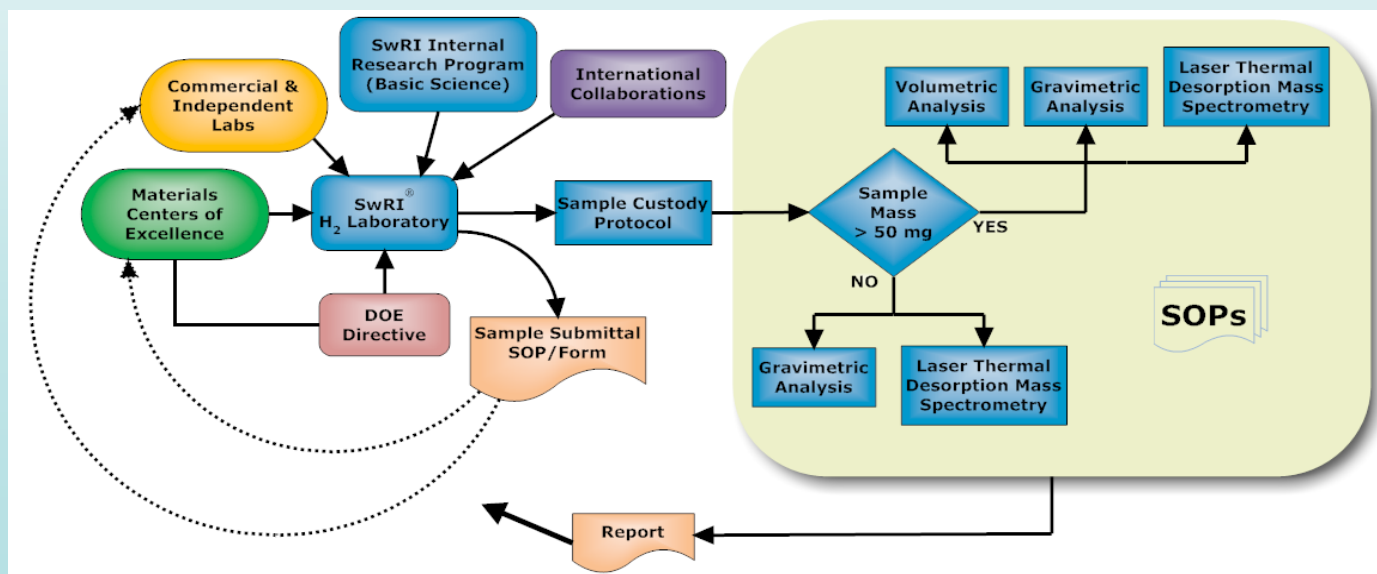 SwRI Internal
Research Program
(Basic Science)
Commercial &
Independent
Labs
International
Collaborations
Materials
Centers of
Excellence
SwRI®
H2 Laboratory
Sample Custody
Protocol
DOE
Directive
Sample Submittal
SOP/Form
Volumetric
Analysis
Gravimetric
Analysis
Laser Thermal
Desorption Mass
Spectrometry
Sample
Mass
> 50 mg
YES
NO
Gravimetric
Analysis
Laser Thermal
Desorption Mass
Spectrometry
SOPs
Report